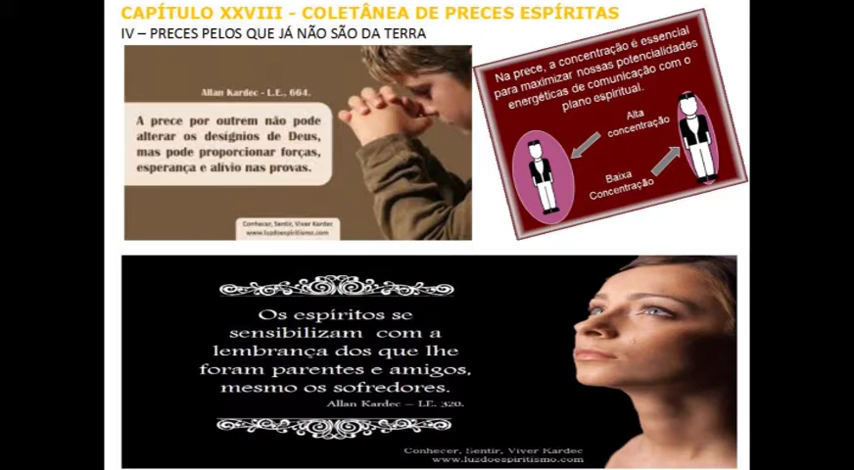 CAPÍTULO XXVIII - COLETÂNEA DE PRECES ESPÍRITAS
IV – PRECES PELOS QUE JÁ NÃO SÃO DA TERRA
Allan Kardec - L.E., 664.
A prece por outrem não pode
alterar os desígnios de Deus,
mas pode proporcionar forças,
esperança e alívio nas provas.
Conhecer, Sentir, Viver Kardec
www.luzdoespiritismo.com
Na prece, a concentração é essencial
para maximizar nossas potencialidades
energéticas de comunicação com o
plano espiritual.
Alta
concentração
Baixa
Concentração
Os espíritos se
sensibilizam com a
lembrança dos que lhe
foram parentes e amigos,
mesmo os sofredores.
Allan Kardec – LE. 320.
Conhecer, Sentir, Viver Kardec
www.luzdoespiritismo.com